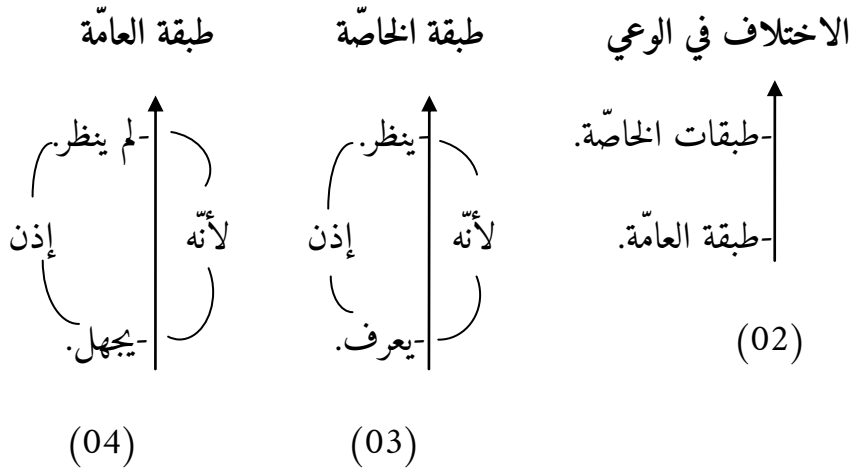 الاختلاف في الوعي
-طبقات الخاصّة.
-طبقة العامّة.
(02)
طبقة الخاصّة
-ينظر.
لأنّه
إذن
-يعرف.
(03)
طبقة العامّة
-لم ينظر.
لأنّه
إذن
-يجهل.
(04)